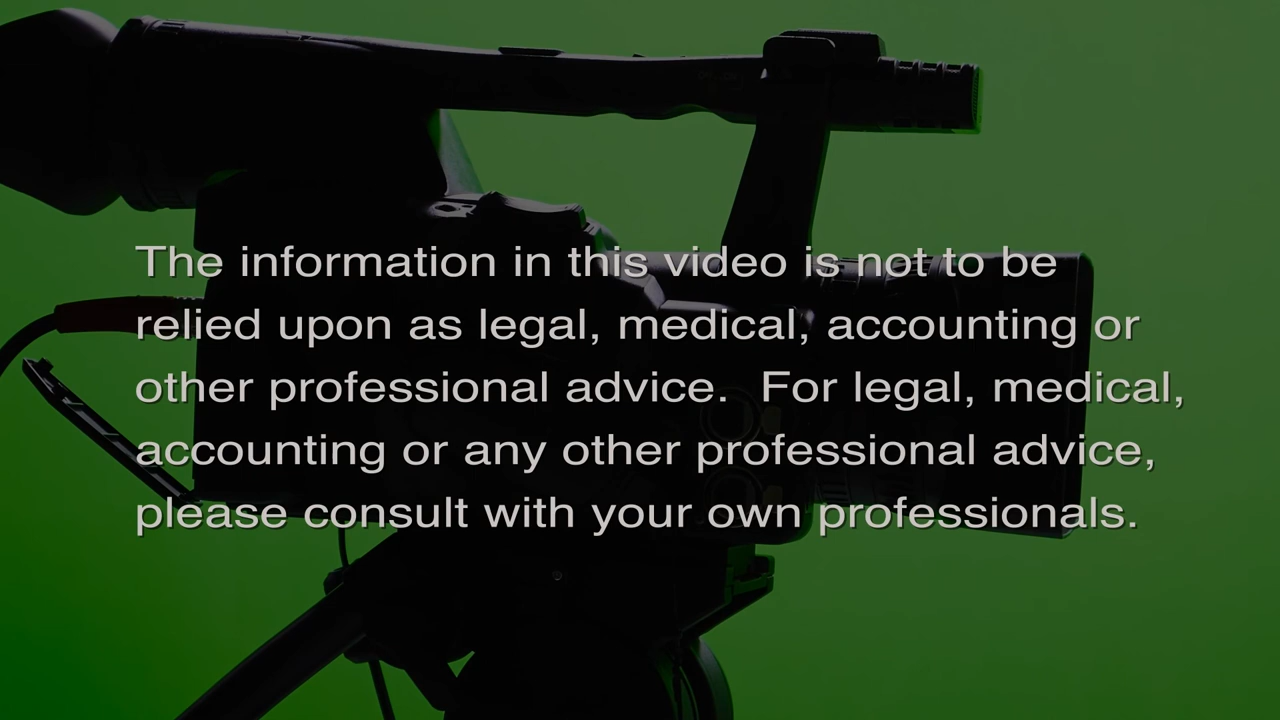 The information in this video is not to be
relied upon as legal, medical, accounting or
other professional advice.  For legal, medical,
accounting or any other professional advice,
please consult with your own professionals.